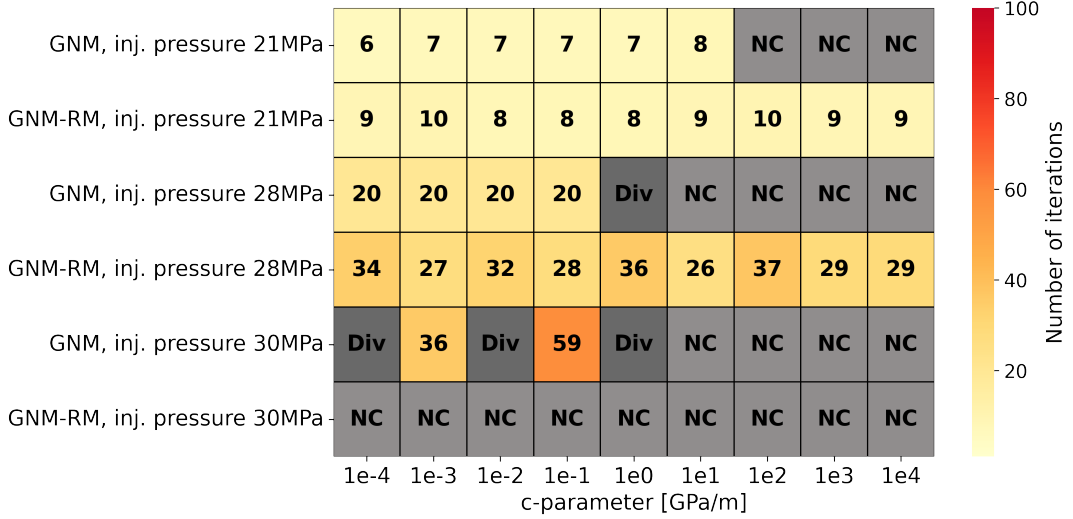 GNM, inj. pressure 21MPa 6 7 7 7 7 8 NC NC NC
GNM-RM, inj. pressure 21MPa 9 10 8 8 8 9 10 9 9
GNM, inj. pressure 28MPa 20 20 20 20 Div NC NC NC NC
GNM-RM, inj. pressure 28MPa 34 27 32 28 36 26 37 29 29
GNM, inj. pressure 30MPa Div 36 Div 59 Div NC NC NC NC
GNM-RM, inj. pressure 30MPa NC NC NC NC NC NC NC NC NC
1e-4 1e-3 1e-2 1e-1 1e0 1e1 1e2 1e3 1e4
c-parameter [GPa/m]
100
80
60
40
20
Number of iterations